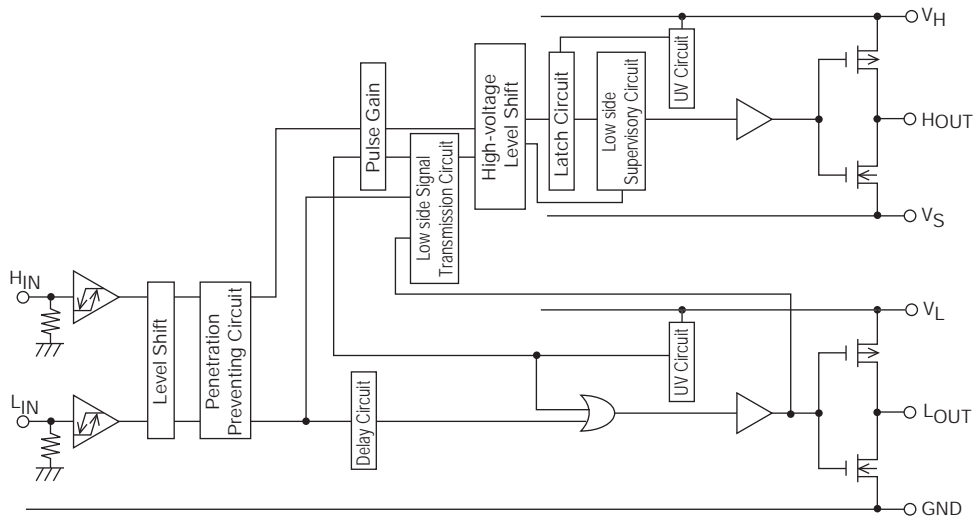 VH
UV Circuit
Pulse Gain
High-voltage
Level Shift
Latch Circuit
Low side
Supervisory Circuit
HOUT
Low side Signal
Transmission Circuit
VS
HIN
Level Shift
Penetration
Preventing Circuit
VL
UV Circuit
LIN
Delay Circuit
LOUT
GND